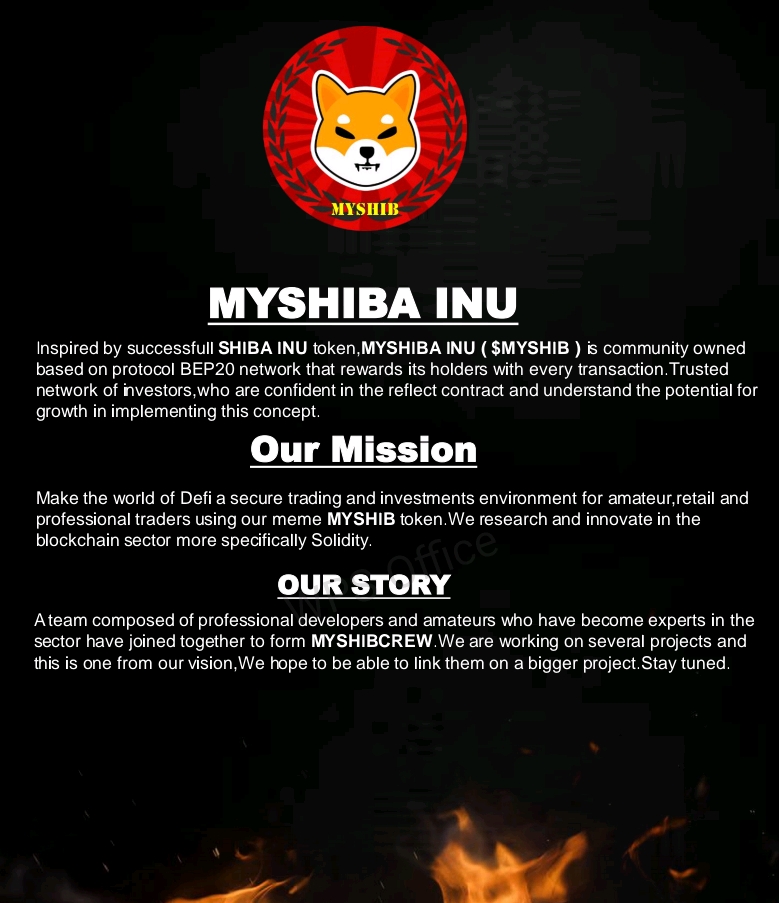 MYSHIB
MYSHIBA INU
Inspired by successfull SHIBA INU token,MYSHIBA INU ( $MYSHIB ) is community owned
based on protocol BEP20 network that rewards its holders with every transaction.Trusted
network of investors,who are confident in the reflect contract and understand the potential for
growth in implementing this concept.
Our Mission
Make the world of Defi a secure trading and investments environment for amateur,retail and
professional traders using our meme MYSHIB token.We research and innovate in the
blockchain sector more specifically Solidity.
WPS Office
OUR STORY
A team composed of professional developers and amateurs who have become experts in the
sector have joined together to form MYSHIBCREW.We are working on several projects and
this is one from our vision,We hope to be able to link them on a bigger project.Stay tuned.